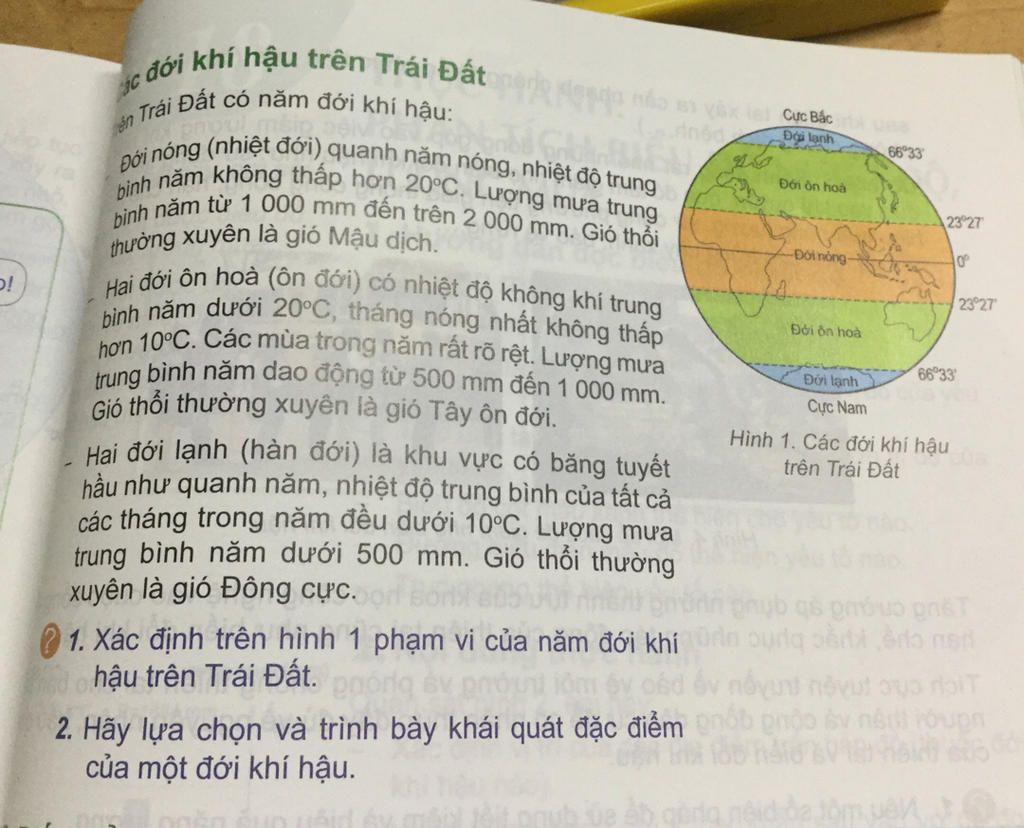 đới khí hậu trên Trái Đất
Trái Đất có năm đới khí hậu:
Đới nóng (nhiệt đới) quanh năm nóng, nhiệt độ trung
bình năm không thấp hơn 20°C. Lượng mưa trung
bình năm từ 1 000 mm đến trên 2 000 mm. Gió thổi
thường xuyên là gió Mậu dịch.
- Hai đới ôn hoà (ôn đới) có nhiệt độ không khí trung
bình năm dưới 20°C, tháng nóng nhất không thấp
hơn 10°C. Các mùa trong năm rất rõ rệt. Lượng mưa
trung bình năm dao động từ 500 mm đến 1 000 mm.
Gió thổi thường xuyên là gió Tây ôn đới.
- Hai đới lạnh (hàn đới) là khu vực có băng tuyết
hầu như quanh năm, nhiệt độ trung bình của tất cả
các tháng trong năm đều dưới 10°C. Lượng mưa
trung bình năm dưới 500 mm. Gió thổi thường
xuyên là gió Đông cực.
? 1. Xác định trên hình 1 phạm vi của năm đới khí
hậu trên Trái Đất.
2. Hãy lựa chọn và trình bày khái quát đặc điểm
của một đới khí hậu.
Cực Bắc
Đới lạnh
66°33'
Đới ôn hoà
23°27'
Đới nóng
0°
23°27'
Đới ôn hoà
66°33'
Đới lạnh
Cực Nam
Hình 1. Các đới khí hậu
trên Trái Đất